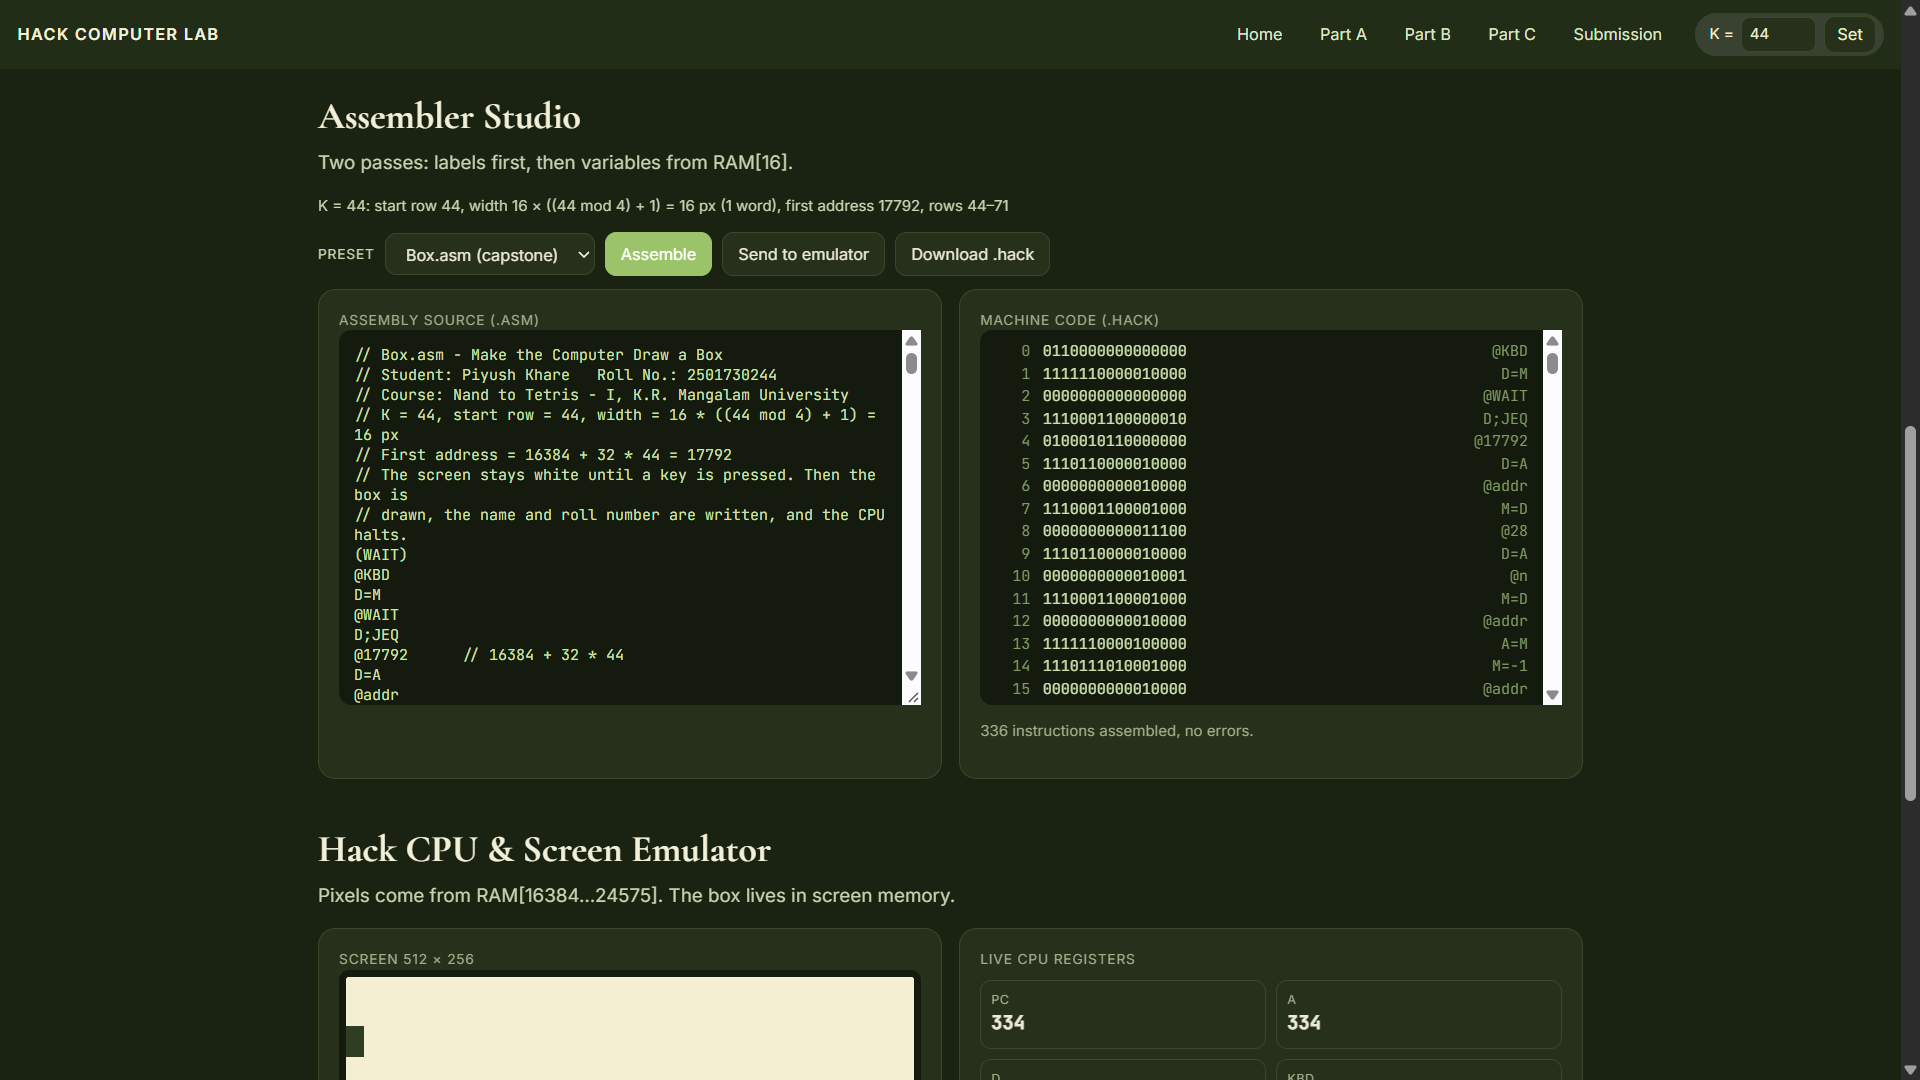 HACK COMPUTER LAB
Home Part A Part B Part C Submission K = 44 Set
Assembler Studio
Two passes: labels first, then variables from RAM[16].
K = 44: start row 44, width 16 × ((44 mod 4) + 1) = 16 px (1 word), first address 17792, rows 44–71
PRESET Box.asm (capstone) Assemble Send to emulator Download .hack
ASSEMBLY SOURCE (.ASM)
// Box.asm - Make the Computer Draw a Box
// Student: Piyush Khare   Roll No.: 2501730244
// Course: Nand to Tetris - I, K.R. Mangalam University
// K = 44, start row = 44, width = 16 * ((44 mod 4) + 1) =
16 px
// First address = 16384 + 32 * 44 = 17792
// The screen stays white until a key is pressed. Then the
box is
// drawn, the name and roll number are written, and the CPU
halts.
(WAIT)
@KBD
D=M
@WAIT
D;JEQ
@17792      // 16384 + 32 * 44
D=A
@addr
MACHINE CODE (.HACK)
0 0110000000000000 @KBD
1 1111110000010000 D=M
2 0000000000000000 @WAIT
3 1110001100000010 D;JEQ
4 0100010110000000 @17792
5 1110110000010000 D=A
6 0000000000010000 @addr
7 1110001100001000 M=D
8 0000000000011100 @28
9 1110110000010000 D=A
10 0000000000010001 @n
11 1110001100001000 M=D
12 0000000000010000 @addr
13 1111110000100000 A=M
14 1110111010001000 M=-1
15 0000000000010000 @addr
336 instructions assembled, no errors.
Hack CPU & Screen Emulator
Pixels come from RAM[16384…24575]. The box lives in screen memory.
SCREEN 512 × 256
LIVE CPU REGISTERS
PC A
334 334
D KBD